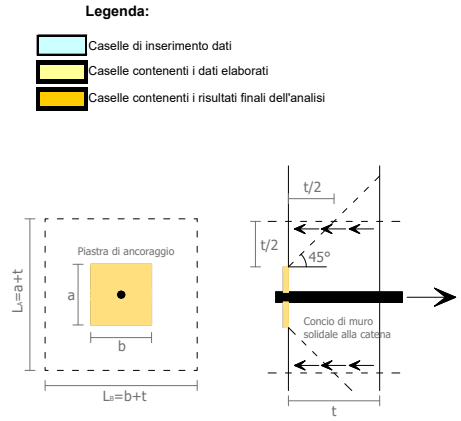 Legenda:
Caselle di inserimento dati
Caselle contenenti i dati elaborati
Caselle contenenti i risultati finali dell'analisi
Piastra di ancoraggio
a
b
LA=a+t
LB=b+t
t/2
t/2
45°
Concio di muro
solidale alla catena
t